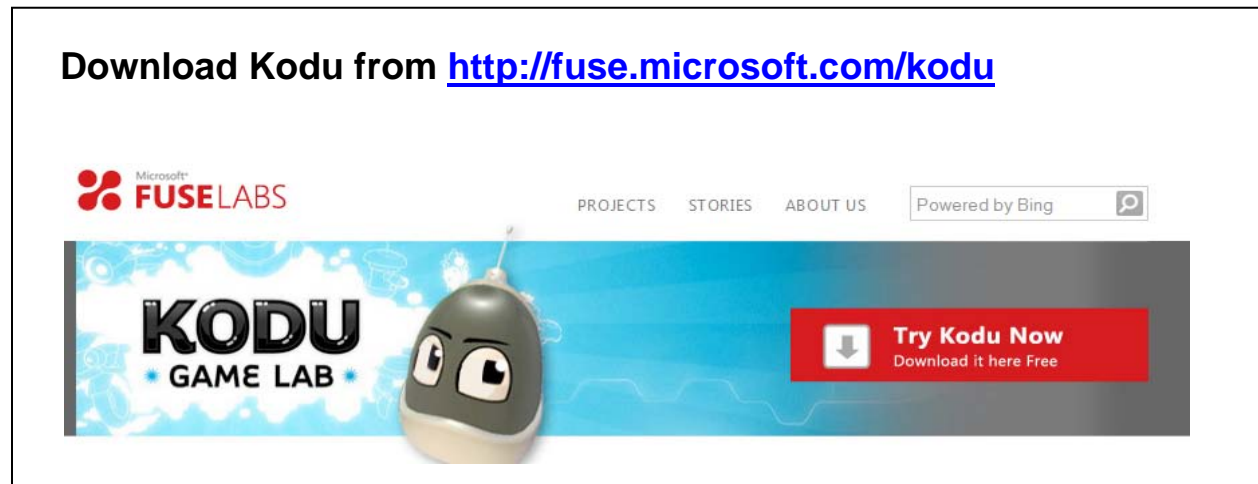 Download Kodu from http://fuse.microsoft.com/kodu
Microsoft®
FUSELABS
PROJECTS STORIES ABOUT US Powered by Bing
KODU
GAME LAB
Try Kodu Now
Download it here Free